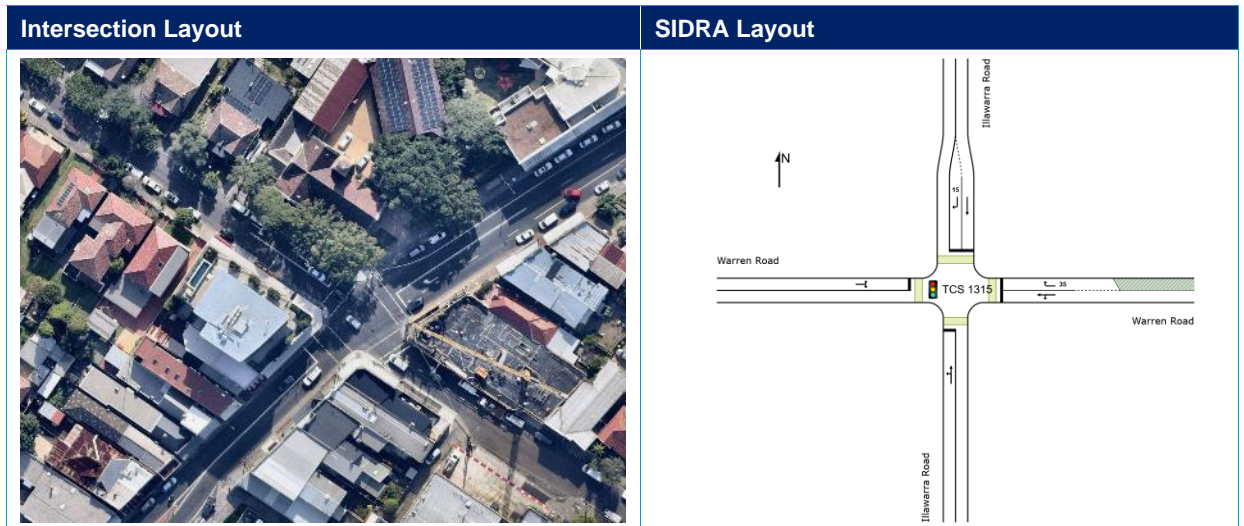 Intersection Layout
SIDRA Layout
Illawarra Road
N
15
Warren Road
TCS 1315
35
Warren Road
Illawarra Road